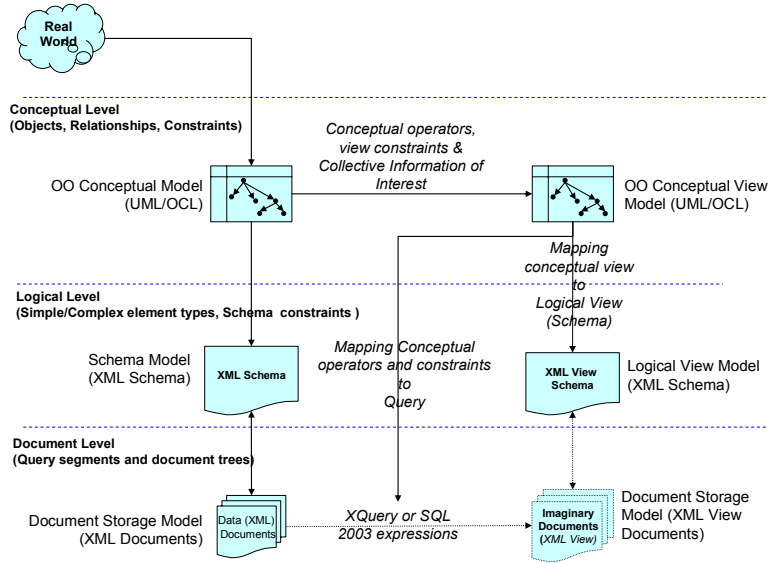 Real
World
Conceptual Level
(Objects, Relationships, Constraints)
Conceptual operators,
view constraints &
Collective Information of
Interest
OO Conceptual Model
(UML/OCL)
OO Conceptual View
Model (UML/OCL)
Mapping
conceptual view
to
Logical View
(Schema)
Logical Level
(Simple/Complex element types, Schema constraints )
Schema Model
(XML Schema)
XML Schema
Mapping Conceptual
operators and constraints
to
Query
XML View
Schema
Logical View Model
(XML Schema)
Document Level
(Query segments and document trees)
Document Storage Model
(XML Documents)
Data (XML)
Documents
XQuery or SQL
2003 expressions
Imaginary
Documents
(XML View)
Document Storage
Model (XML View
Documents)